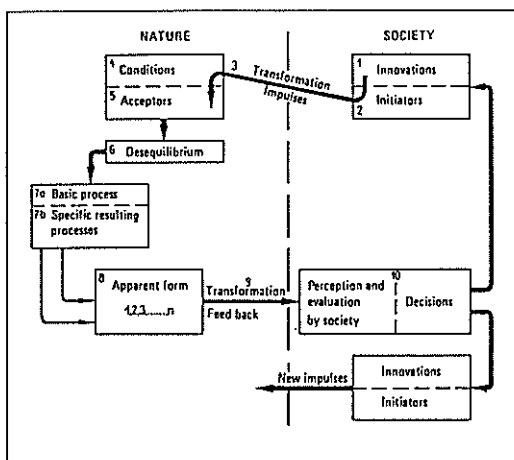 NATURE
SOCIETY
4
Conditions
5
Acceptors
3
Transformation
Impulses
1
Innovations
2
Initiators
6 Desequilibrium
7a Basic process
7b Specific resulting
processes
8
Apparent form
1,2,3......n
9
Transformation
Feed back
10
Perception and
evaluation
by society
Decisions
New impulses
Innovations
Initiators